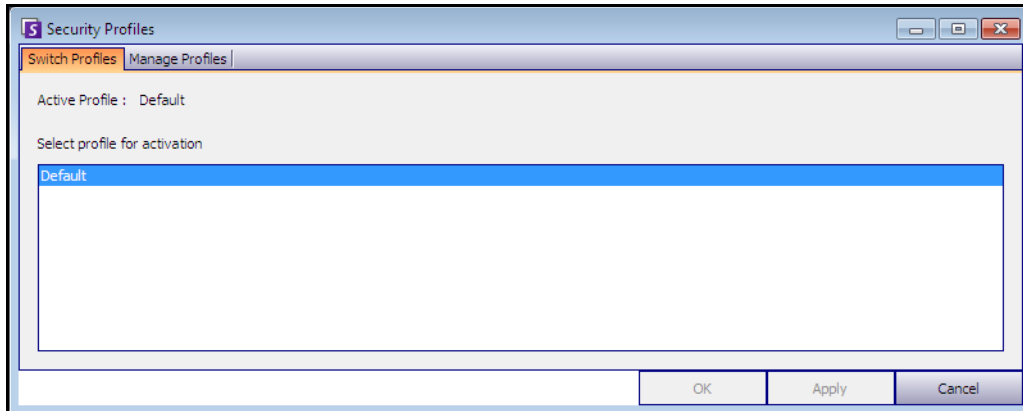 Security Profiles
Switch Profiles Manage Profiles
Active Profile : Default
Select profile for activation
Default
OK Apply Cancel